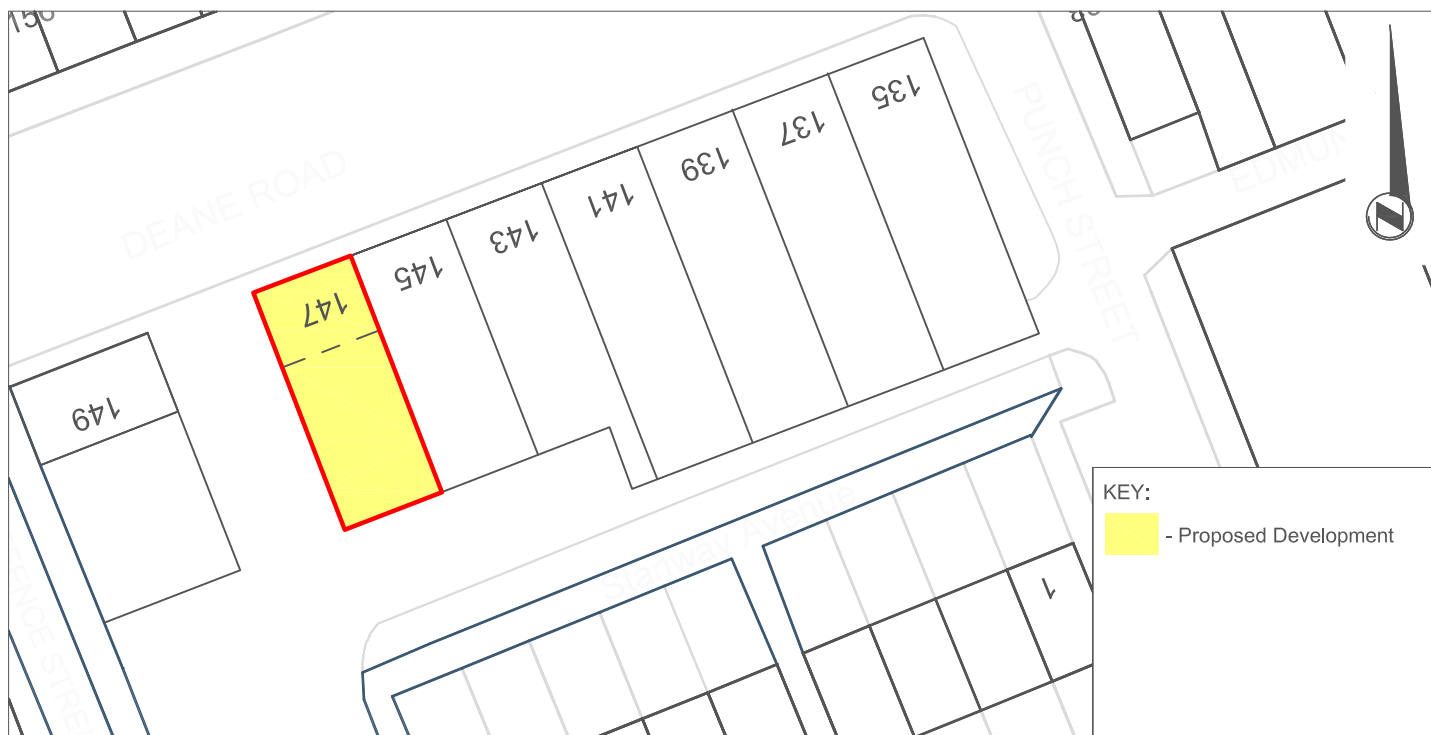 DEANE ROAD
135
137
139
141
143
145
147
149
PUNCH STREET
Stanway Avenue
1
N
KEY:
- Proposed Development